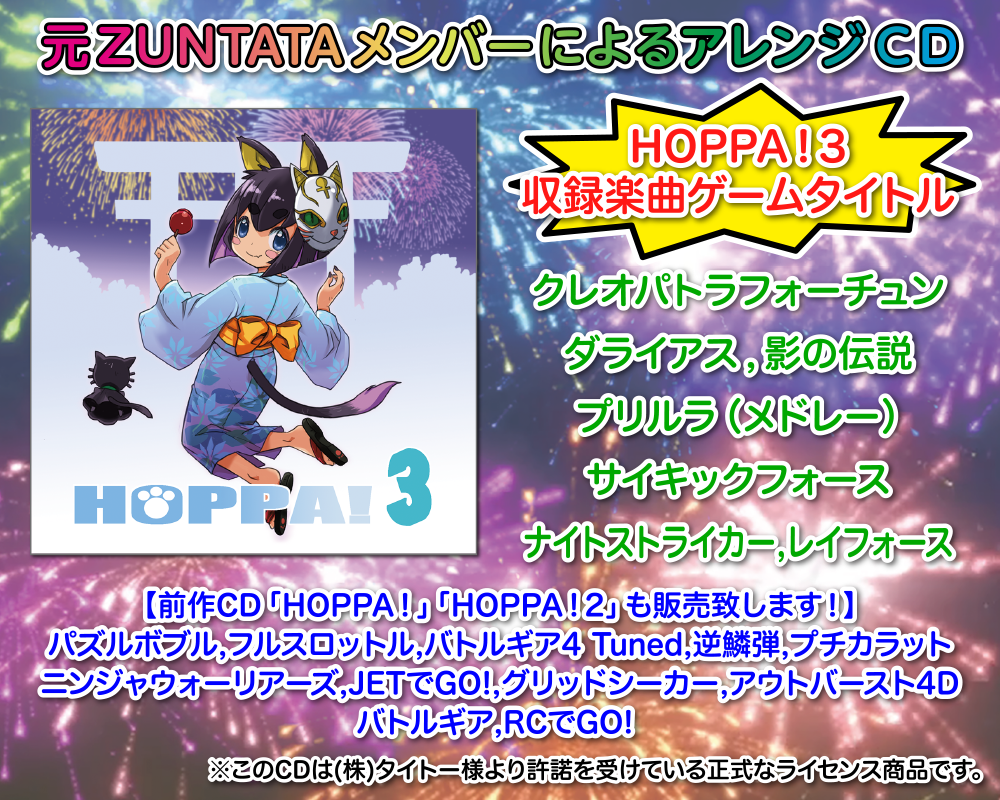 元ZUNTATAメンバーによるアレンジCD
HOPPA!3
収録楽曲ゲームタイトル
クレオパトラフォーチュン
ダライアス,影の伝説
プリルラ(メドレー)
サイキックフォース
ナイトストライカー,レイフォース
HOPPA! 3
【前作CD「HOPPA!」「HOPPA!2」も販売致します!】
パズルボブル,フルスロットル,バトルギア4 Tuned,逆鱗弾,プチカラット
ニンジャウォーリアーズ,JETでGO!,グリッドシーカー,アウトバースト4D
バトルギア,RCでGO!
※このCDは(株)タイトー様より許諾を受けている正式なライセンス商品です。